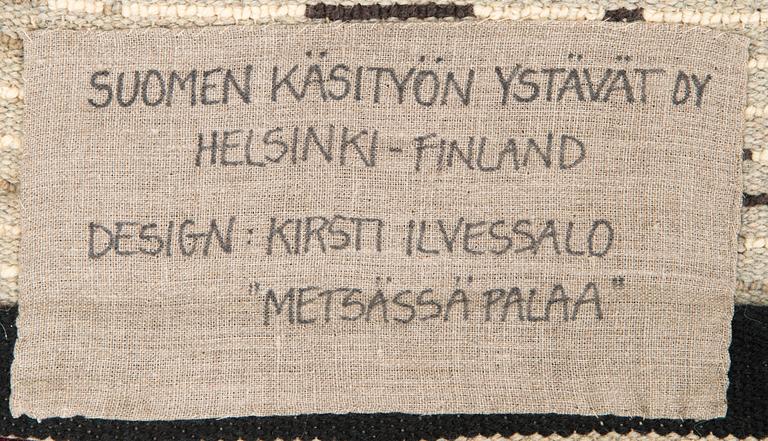 SUOMEN KÄSITYÖN YSTÄVÄT OY
HELSINKI - FINLAND
DESIGN: KIRSTI ILVESSALO
"METSÄSSÄ PALAA"